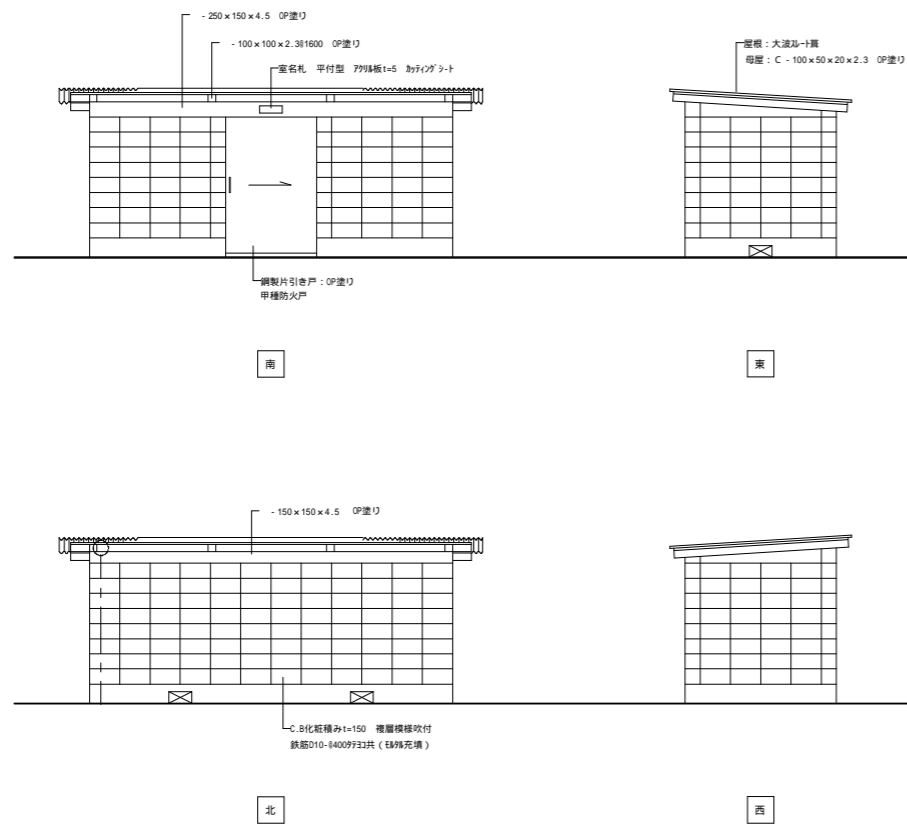 - 250×150×4.5 OP塗り
- 100×100×2.3@1600 OP塗り
室名札 平付型 アクリル板t=5 カッティングシート
屋根：大波スレート葺
母屋：C - 100×50×20×2.3 OP塗り
鋼製片引き戸：OP塗り
甲種防火戸
南
東
- 150×150×4.5 OP塗り
C.B化粧積みt=150 複層模様吹付
鉄筋D10-@400タテヨコ共（モルタル充填）
北
西